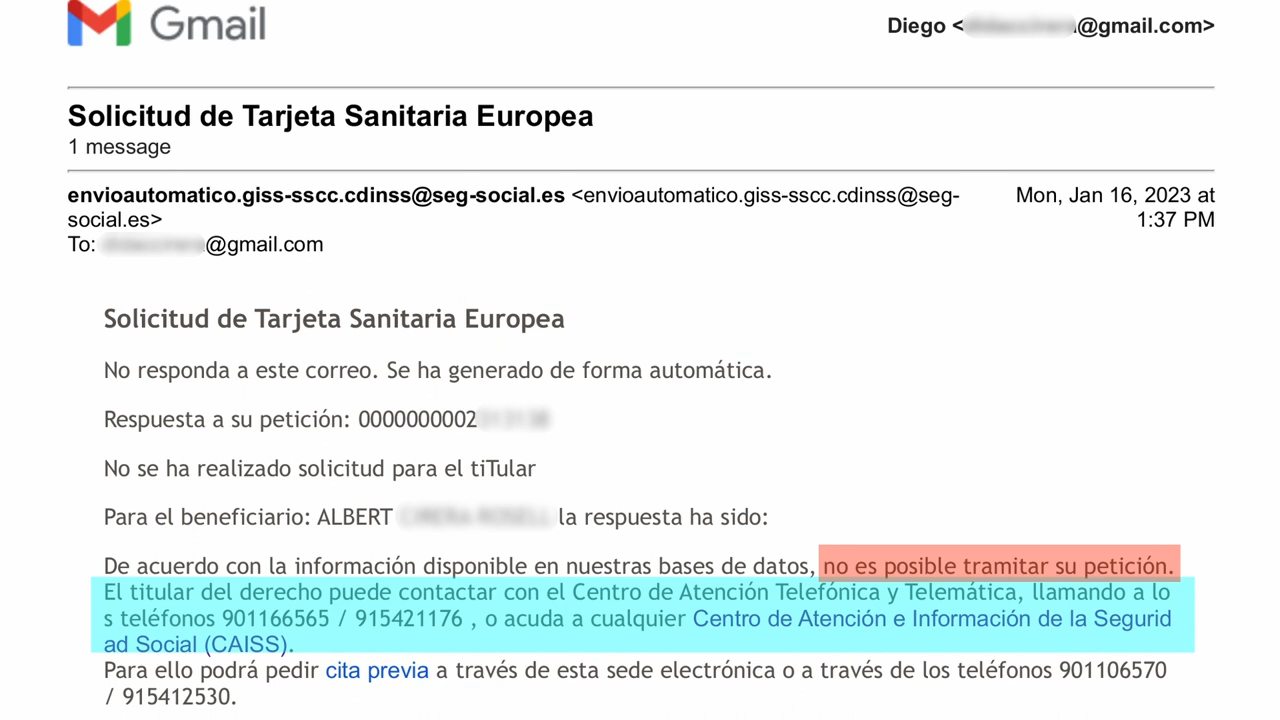 Gmail
Diego <@gmail.com>
Solicitud de Tarjeta Sanitaria Europea
1 message
envioautomatico.giss-sscc.cdinss@seg-social.es <envioautomatico.giss-sscc.cdinss@seg-
social.es>
Mon, Jan 16, 2023 at
1:37 PM
To: @gmail.com
Solicitud de Tarjeta Sanitaria Europea
No responda a este correo. Se ha generado de forma automática.
Respuesta a su petición: 0000000002
No se ha realizado solicitud para el tiTular
Para el beneficiario: ALBERT la respuesta ha sido:
De acuerdo con la información disponible en nuestras bases de datos, no es posible tramitar su petición.
El titular del derecho puede contactar con el Centro de Atención Telefónica y Telemática, llamando a lo
s teléfonos 901166565 / 915421176 , o acuda a cualquier Centro de Atención e Información de la Segurid
ad Social (CAISS).
Para ello podrá pedir cita previa a través de esta sede electrónica o a través de los teléfonos 901106570
/ 915412530.